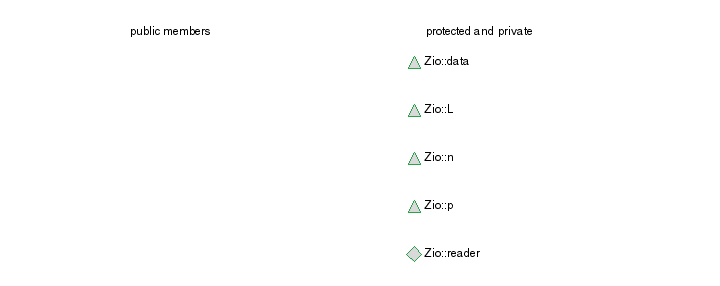 public members
protected and private
Zio::data
Zio::L
Zio::n
Zio::p
Zio::reader